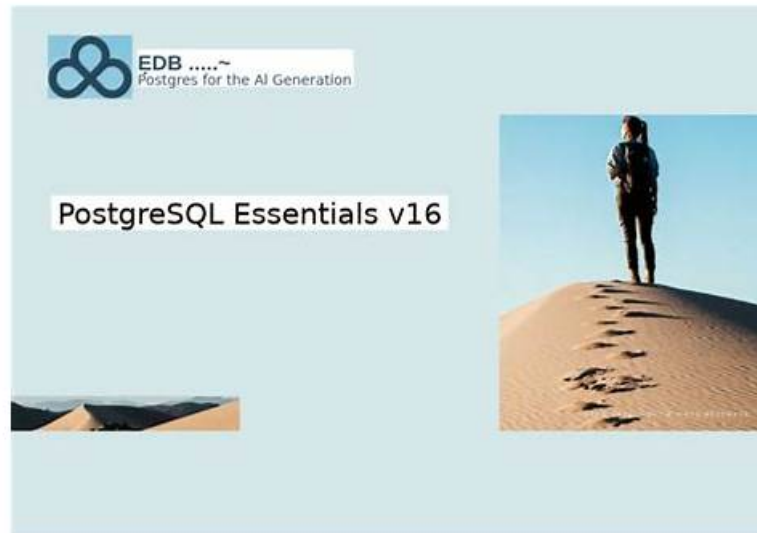 EDB .....~
Postgres for the AI Generation
PostgreSQL Essentials v16